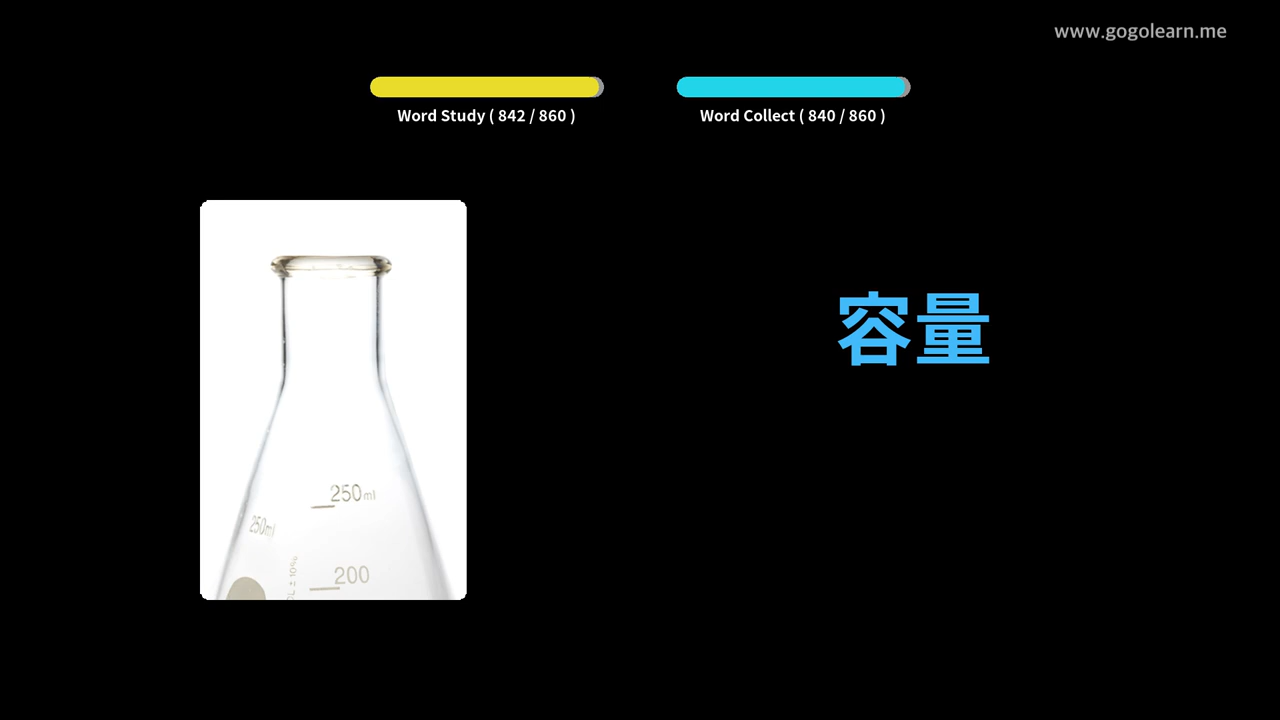 www.gogolearn.me
Word Study ( 842 / 860 )
Word Collect ( 840 / 860 )
容量
250ml
250ml
200